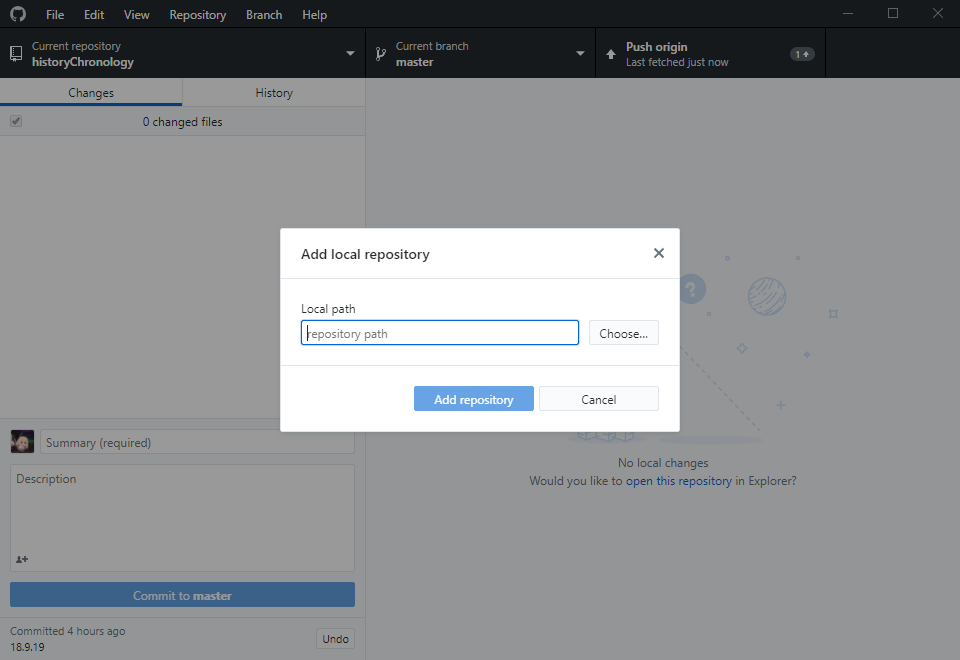 File Edit View Repository Branch Help
Current repository
historyChronology
Current branch
master
Push origin
Last fetched just now
1
Changes
History
0 changed files
Add local repository
Local path
repository path
Choose...
Add repository
Cancel
Summary (required)
Description
No local changes
Would you like to open this repository in Explorer?
Commit to master
Committed 4 hours ago
18.9.19
Undo